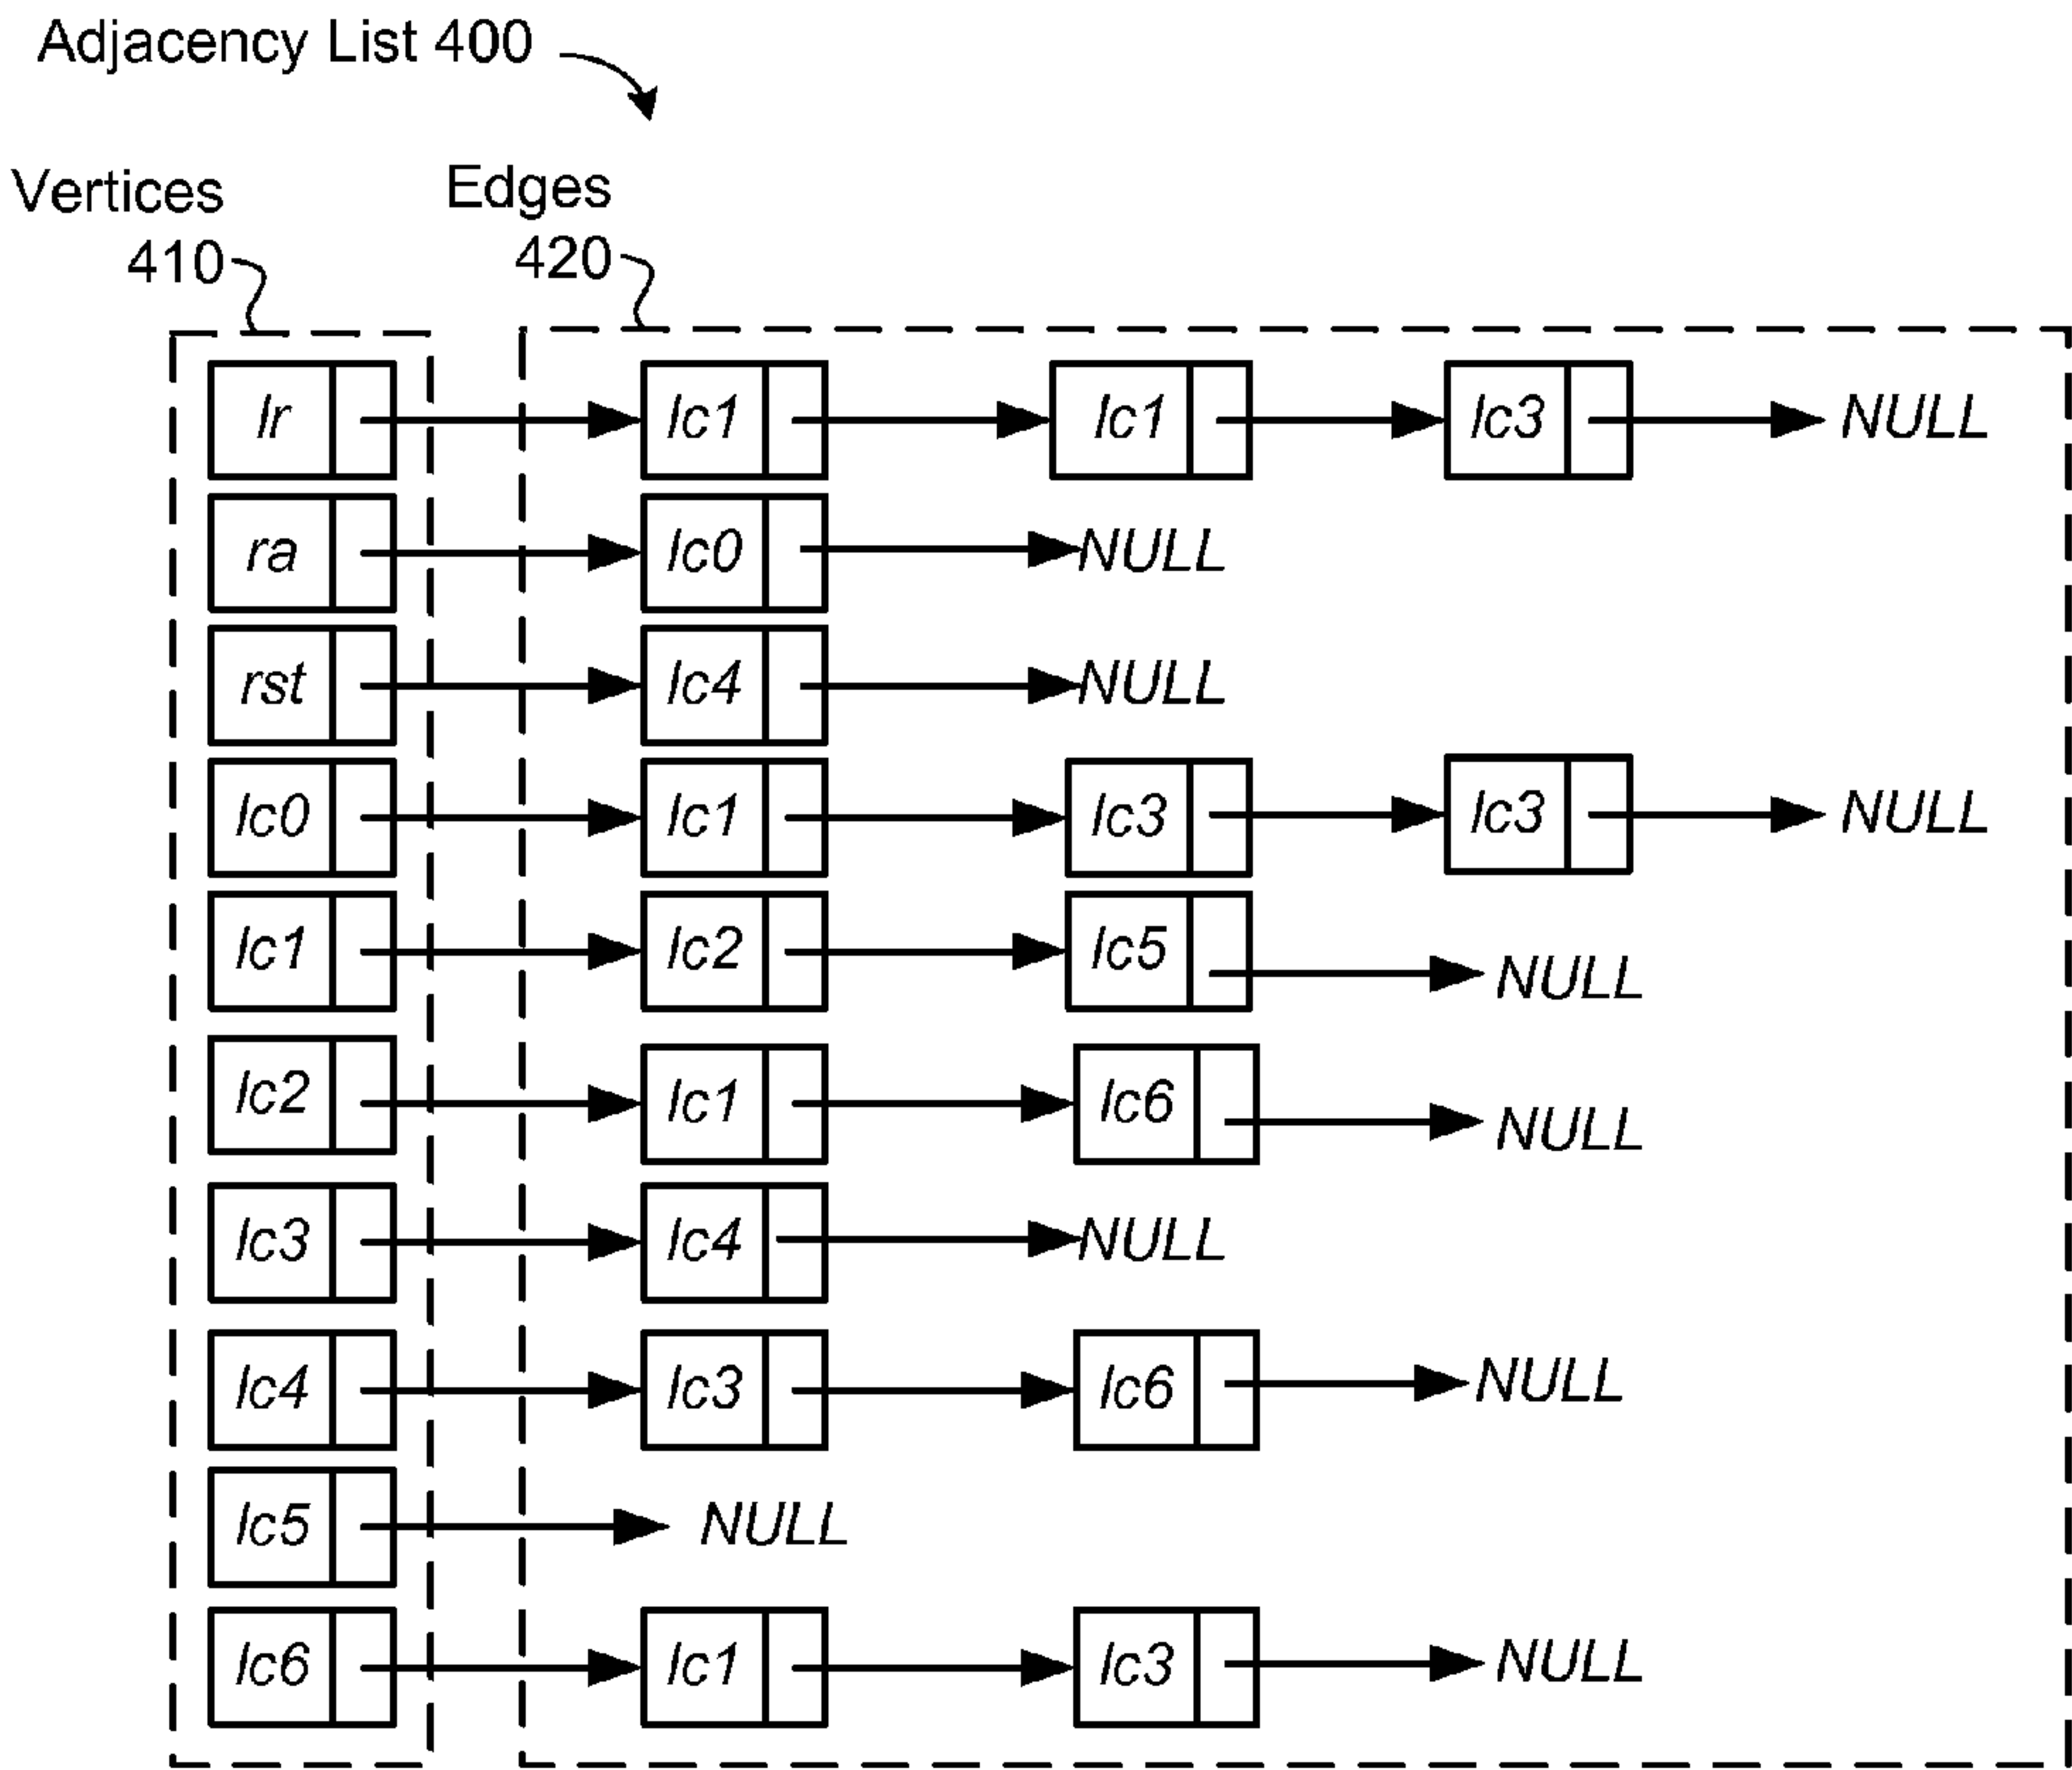 Adjacency List 400
Vertices Edges
410 420
lr lc1 lc1 lc3 NULL
ra lc0 NULL
rst lc4 NULL
lc0 lc1 lc3 lc3 NULL
lc1 lc2 lc5 NULL
lc2 lc1 lc6 NULL
lc3 lc4 NULL
lc4 lc3 lc6 NULL
lc5 NULL
lc6 lc1 lc3 NULL